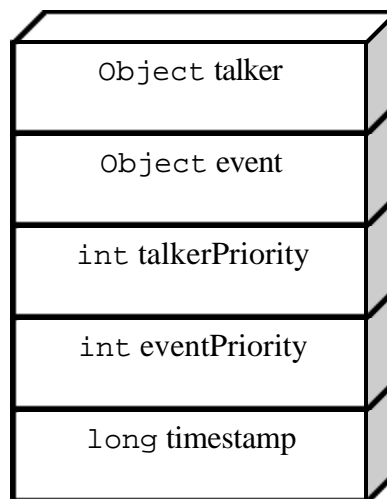 Object talker
Object event
int talkerPriority
int eventPriority
long timestamp